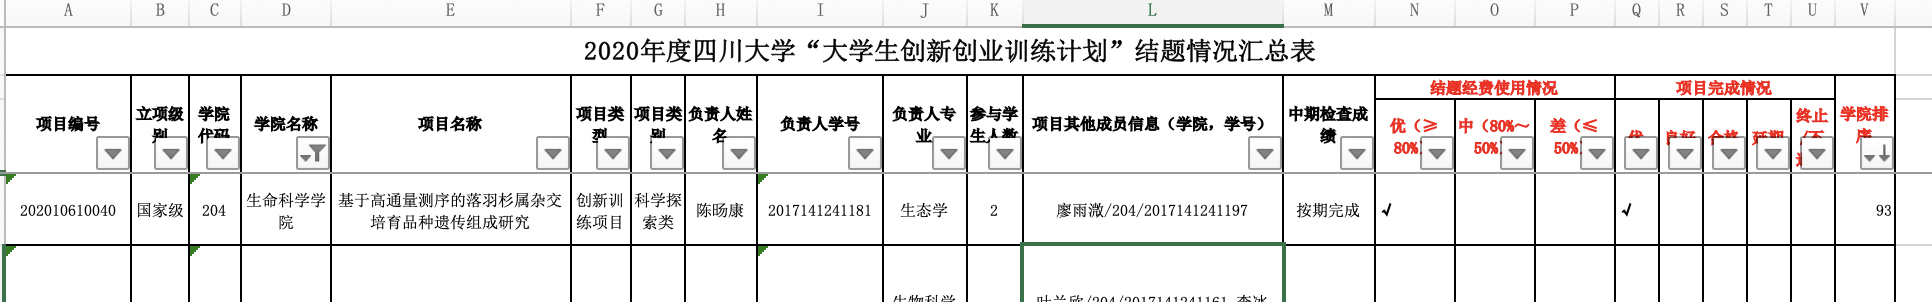 A B C D E F G H I J K L M N O P Q R S T U V
2020年度四川大学“大学生创新创业训练计划”结题情况汇总表
项目编号
立项级
别
学院
代码
学院名称
项目名称
项目类
型
项目类
别
负责人姓
名
负责人学号
负责人专
业
参与学
生人数
项目其他成员信息（学院，学号）
中期检查成
绩
结题经费使用情况
优（≥
80%）
中（80%～
50%）
差（≤
50%）
项目完成情况
优
良好
合格
延期
终止
学院排
序
202010610040
国家级
204
生命科学学
院
基于高通量测序的落羽杉属杂交
培育品种遗传组成研究
创新训
练项目
科学探
索类
陈旸康
2017141241181
生态学
2
廖雨溦/204/2017141241197
按期完成
√
√
93
生物科学
叶兰欣/204/2017141241161，李冰